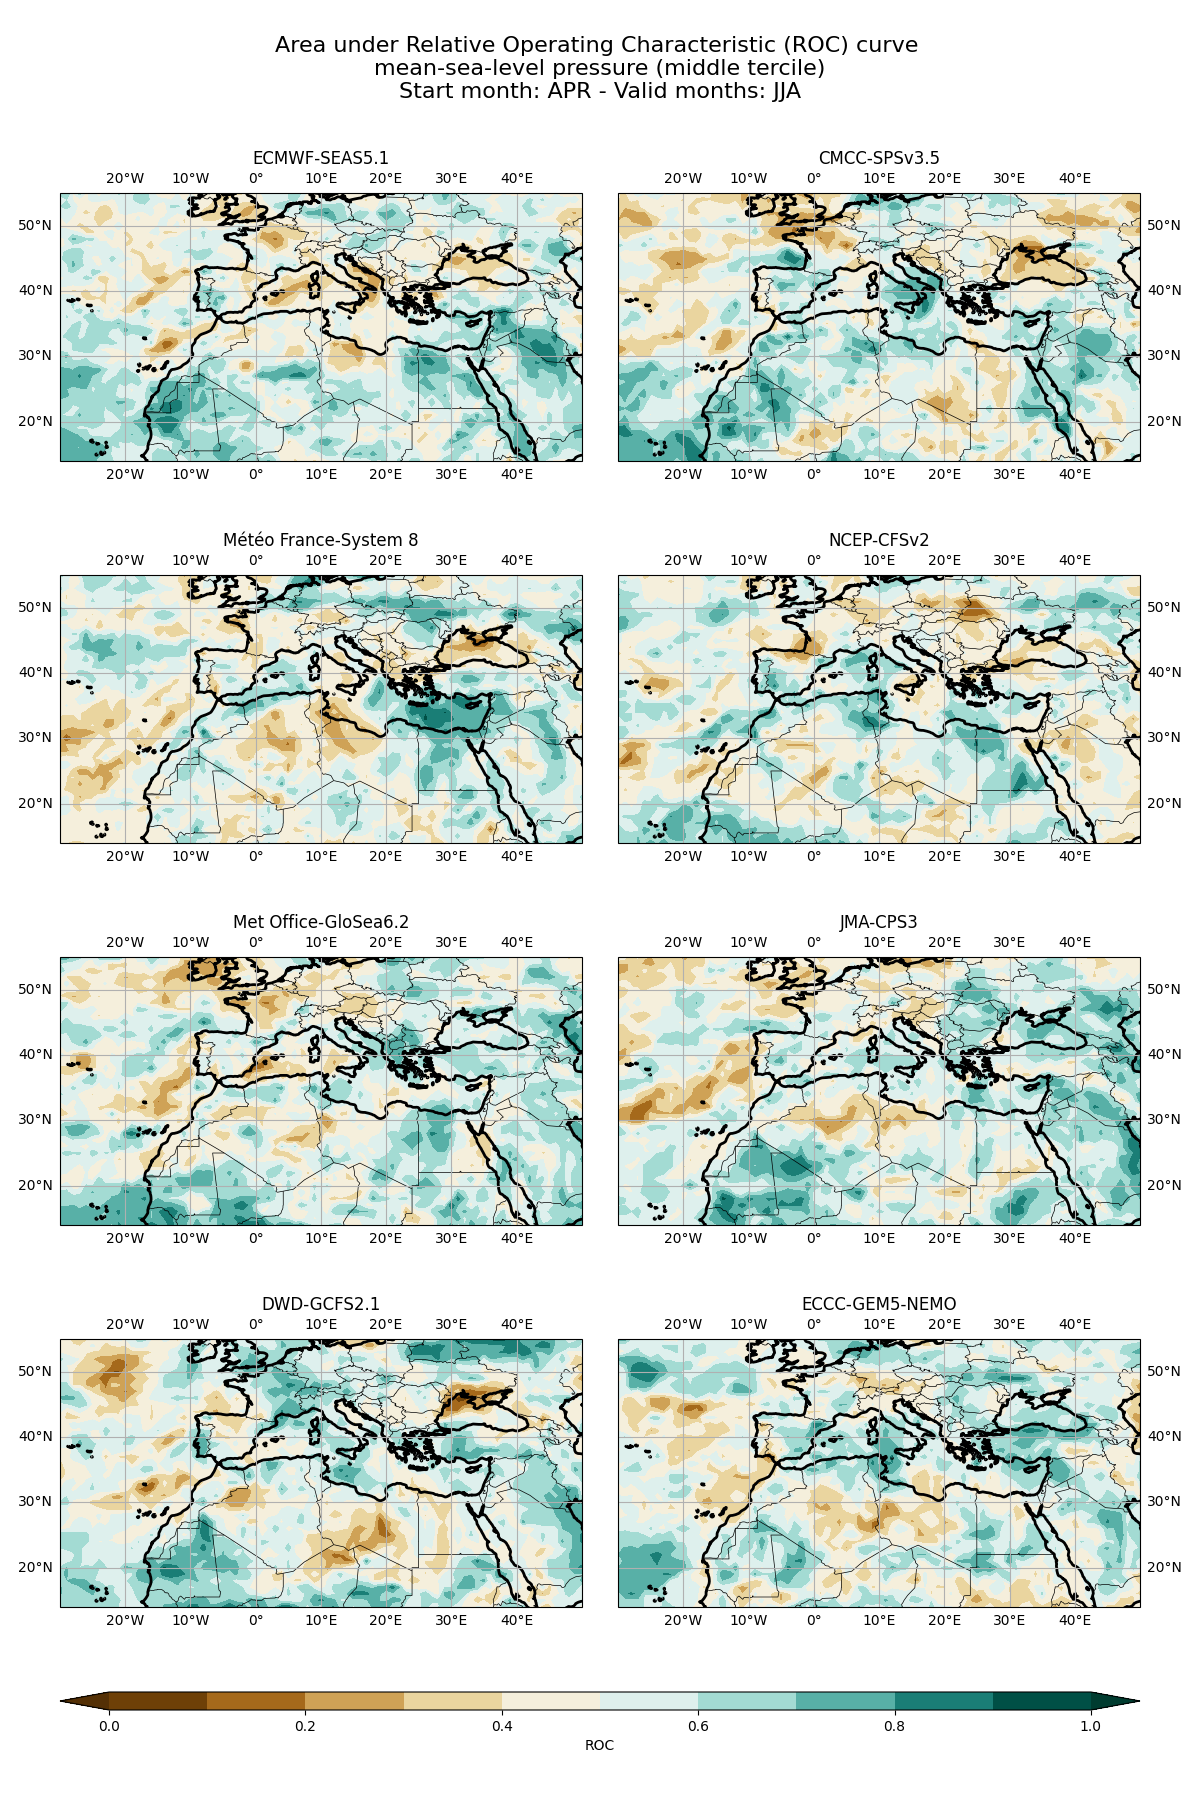 Area under Relative Operating Characteristic (ROC) curve
mean-sea-level pressure (middle tercile)
Start month: APR - Valid months: JJA
ECMWF-SEAS5.1
20°W 10°W 0° 10°E 20°E 30°E 40°E
50°N
40°N
30°N
20°N
20°W 10°W 0° 10°E 20°E 30°E 40°E
CMCC-SPSv3.5
20°W 10°W 0° 10°E 20°E 30°E 40°E
50°N
40°N
30°N
20°N
20°W 10°W 0° 10°E 20°E 30°E 40°E
Météo France-System 8
20°W 10°W 0° 10°E 20°E 30°E 40°E
50°N
40°N
30°N
20°N
20°W 10°W 0° 10°E 20°E 30°E 40°E
NCEP-CFSv2
20°W 10°W 0° 10°E 20°E 30°E 40°E
50°N
40°N
30°N
20°N
20°W 10°W 0° 10°E 20°E 30°E 40°E
Met Office-GloSea6.2
20°W 10°W 0° 10°E 20°E 30°E 40°E
50°N
40°N
30°N
20°N
20°W 10°W 0° 10°E 20°E 30°E 40°E
JMA-CPS3
20°W 10°W 0° 10°E 20°E 30°E 40°E
50°N
40°N
30°N
20°N
20°W 10°W 0° 10°E 20°E 30°E 40°E
DWD-GCFS2.1
20°W 10°W 0° 10°E 20°E 30°E 40°E
50°N
40°N
30°N
20°N
20°W 10°W 0° 10°E 20°E 30°E 40°E
ECCC-GEM5-NEMO
20°W 10°W 0° 10°E 20°E 30°E 40°E
50°N
40°N
30°N
20°N
20°W 10°W 0° 10°E 20°E 30°E 40°E
0.0 0.2 0.4 0.6 0.8 1.0
ROC